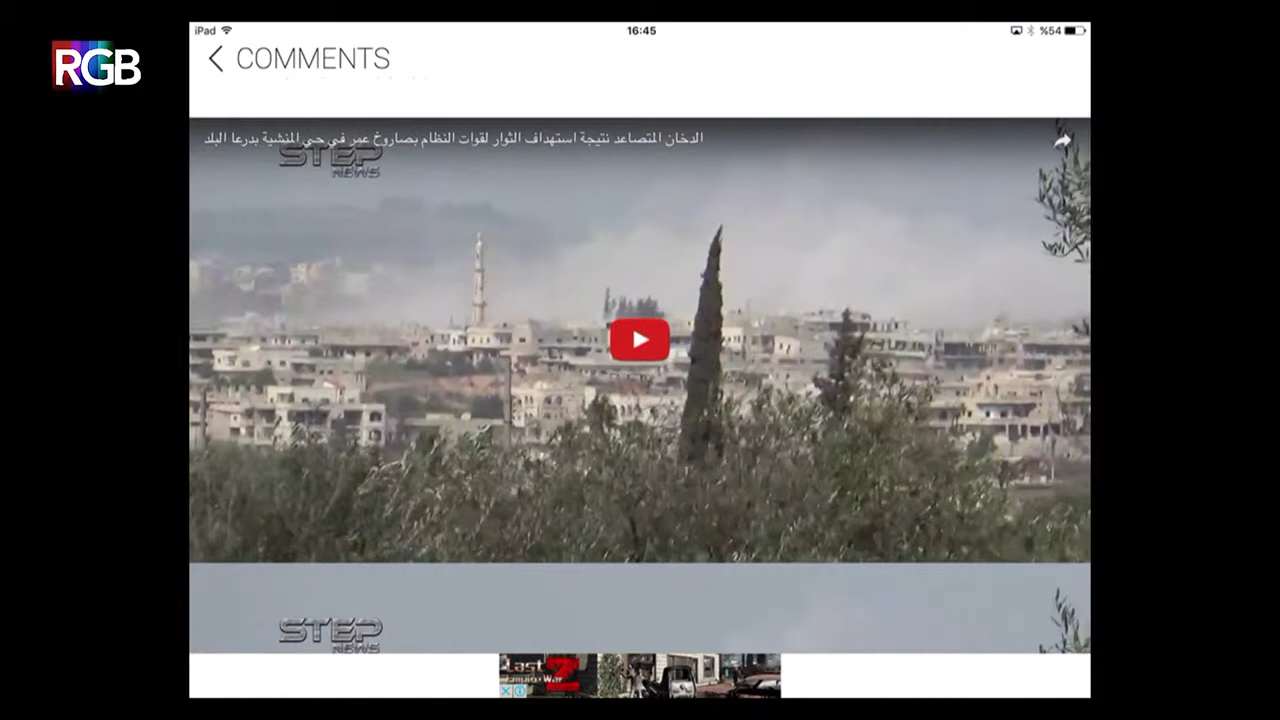 RGB
iPad
16:45
%54
COMMENTS
الدخان المتصاعد نتيجة استهداف الثوار لقوات النظام بصاروخ عمر في حي المنشية بدرعا البلد
STEP
NEWS
STEP
NEWS
Last
Z